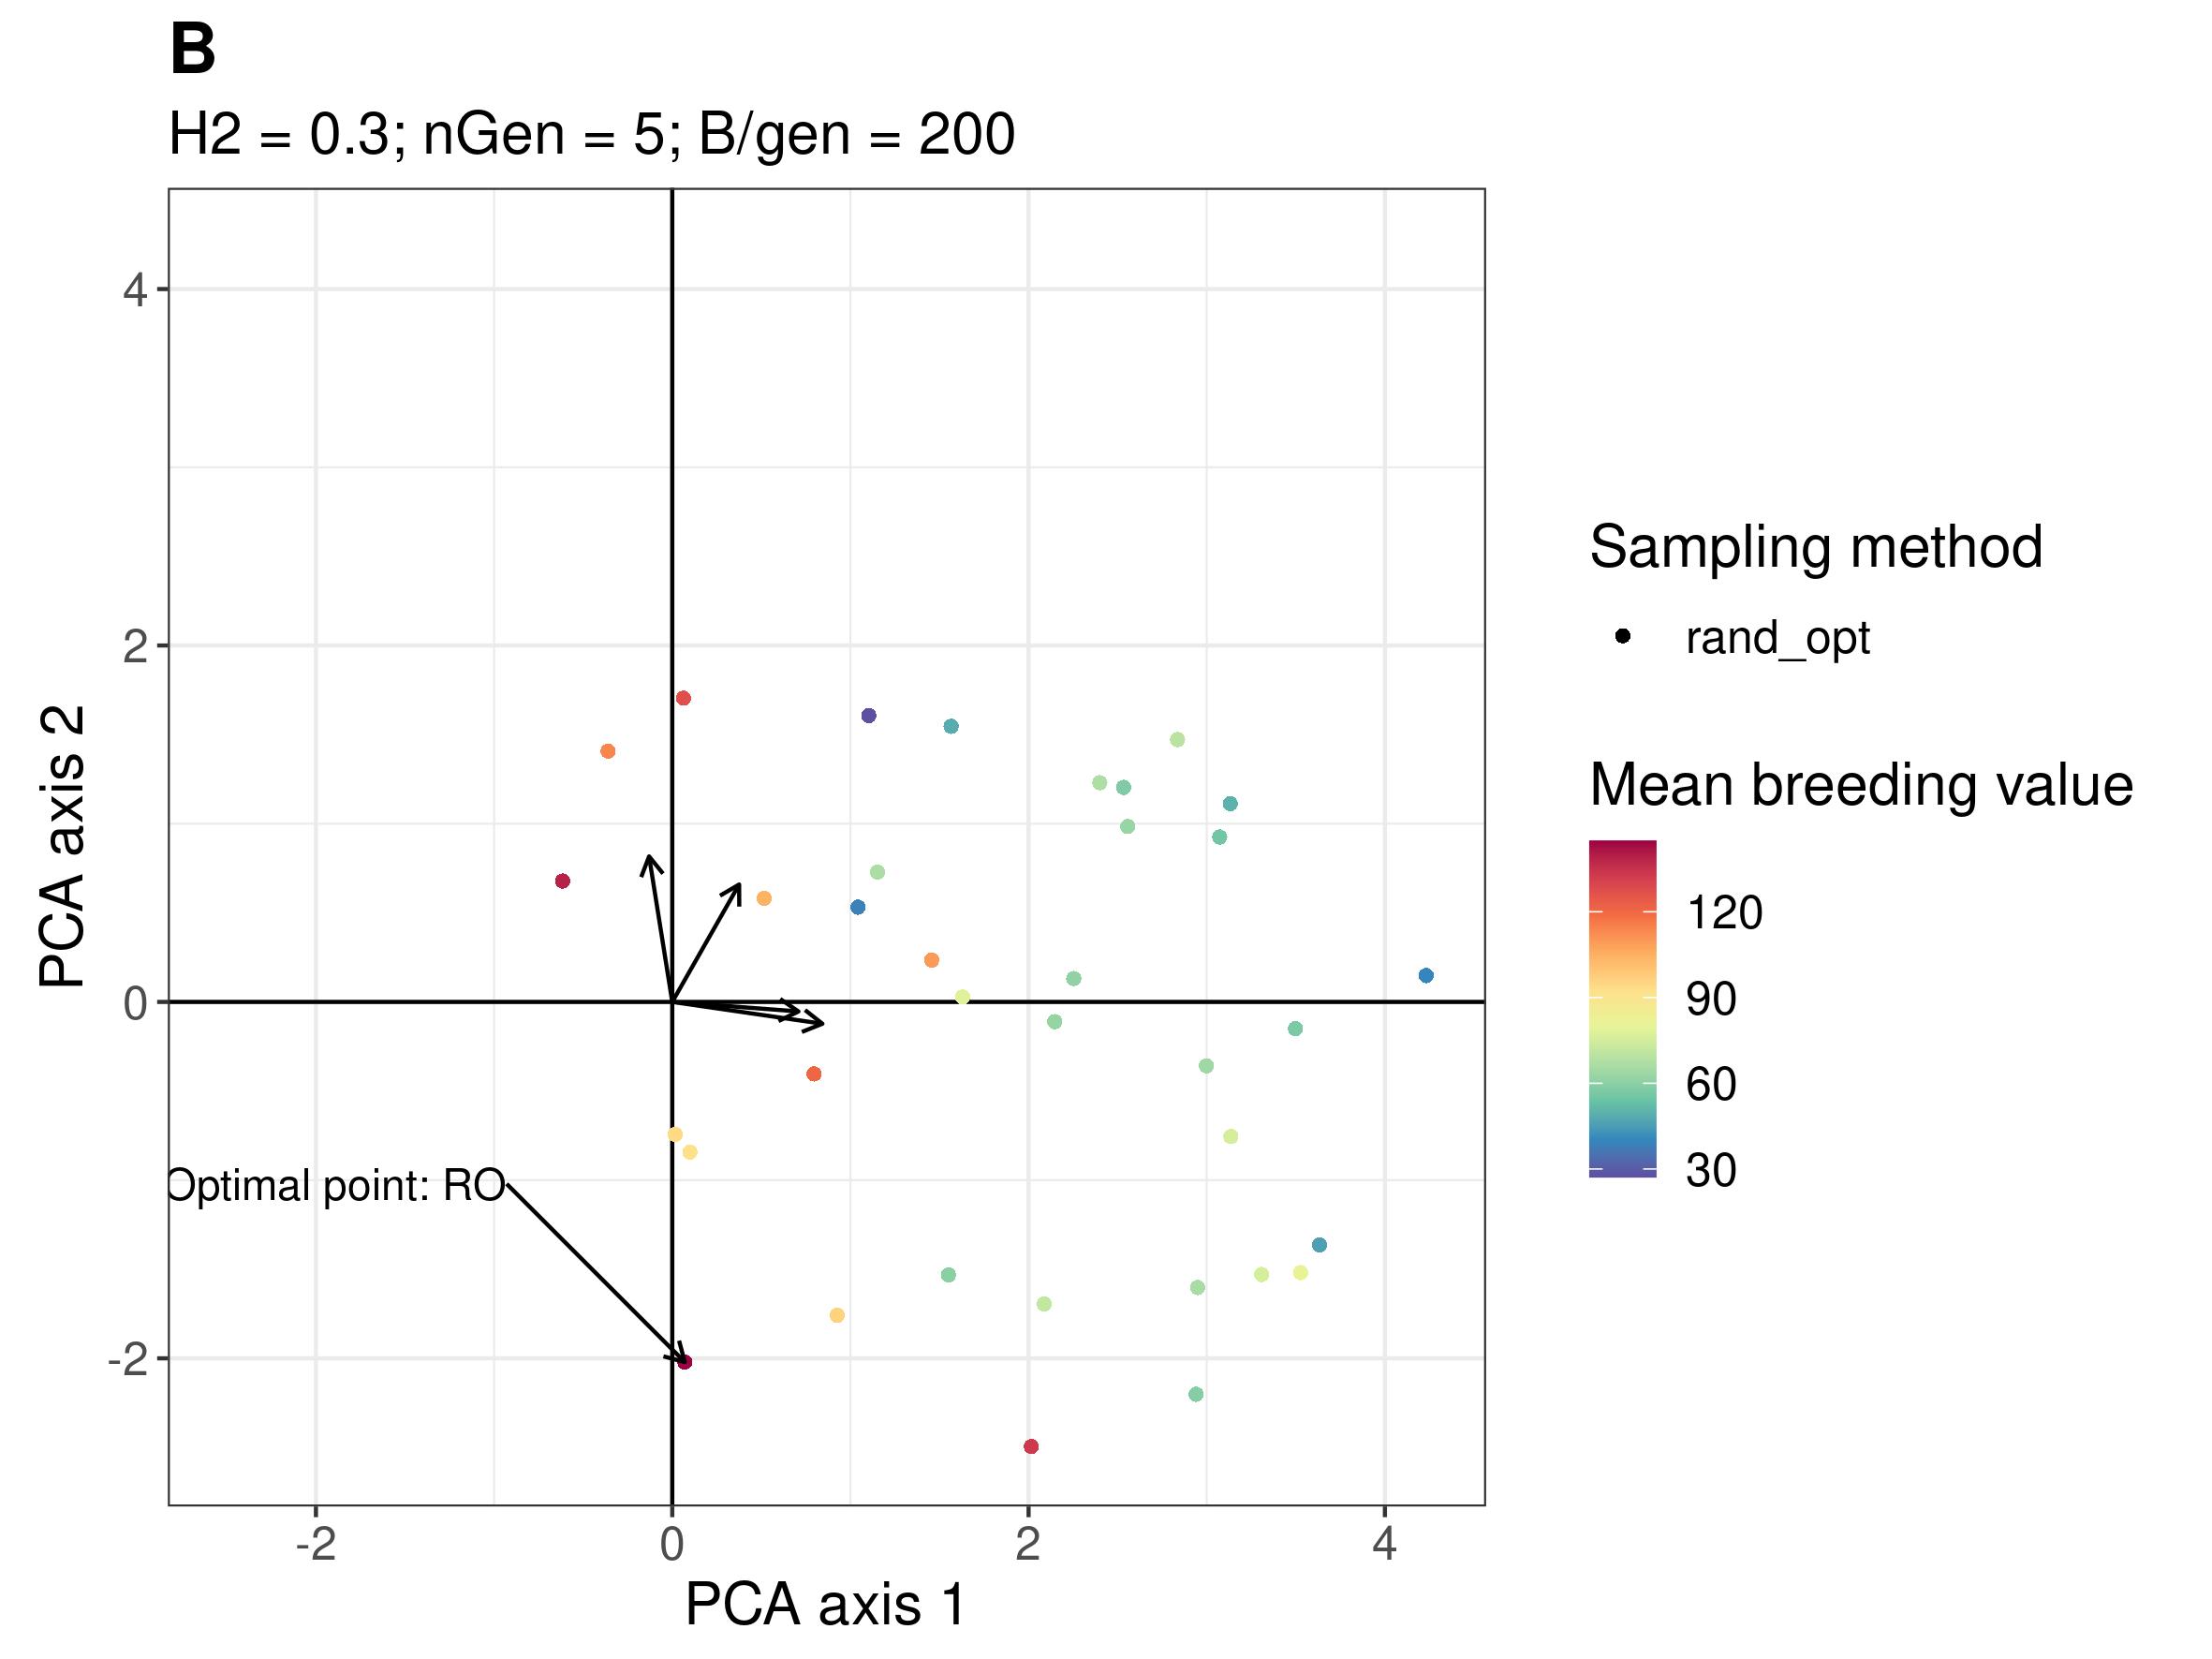 B
H2 = 0.3; nGen = 5; B/gen = 200
PCA axis 2
4
2
0
-2
Optimal point: RO
-2
0
2
4
PCA axis 1
Sampling method
rand_opt
Mean breeding value
120
90
60
30